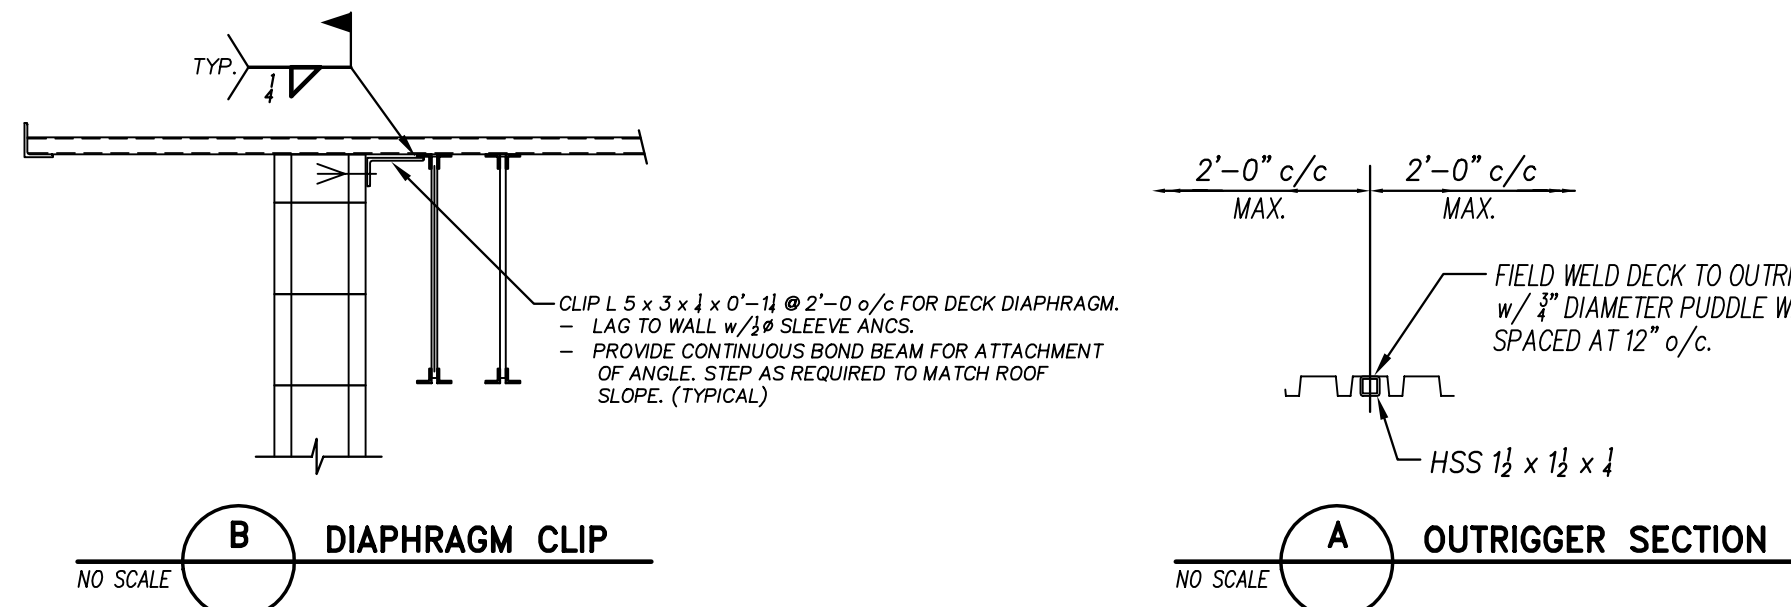 TYP.
1/4
CLIP L 5 x 3 x 1/4 x 0'-1 1/4 @ 2'-0 o/c FOR DECK DIAPHRAGM.
- LAG TO WALL w/ 1/2 ø SLEEVE ANCS.
- PROVIDE CONTINUOUS BOND BEAM FOR ATTACHMENT
OF ANGLE. STEP AS REQUIRED TO MATCH ROOF
SLOPE. (TYPICAL)
B DIAPHRAGM CLIP
NO SCALE
2'-0" c/c 2'-0" c/c
MAX. MAX.
FIELD WELD DECK TO
w/ 3/4" DIAMETER PUDDLE
SPACED AT 12" o/c.
HSS 1 1/2 x 1 1/2 x 1/4
A OUTRIGGER SECTION
NO SCALE